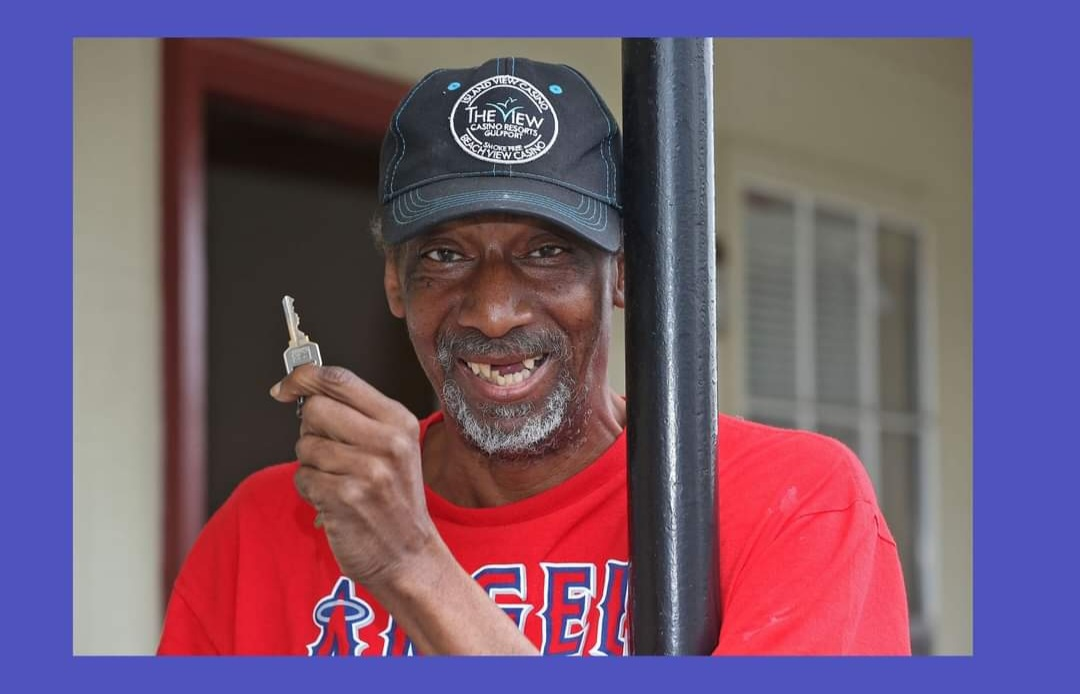 ISLAND VIEW CASINO
THE VIEW
CASINO RESORTS
GULFPORT
SMOKE FREE
BEACH VIEW CASINO